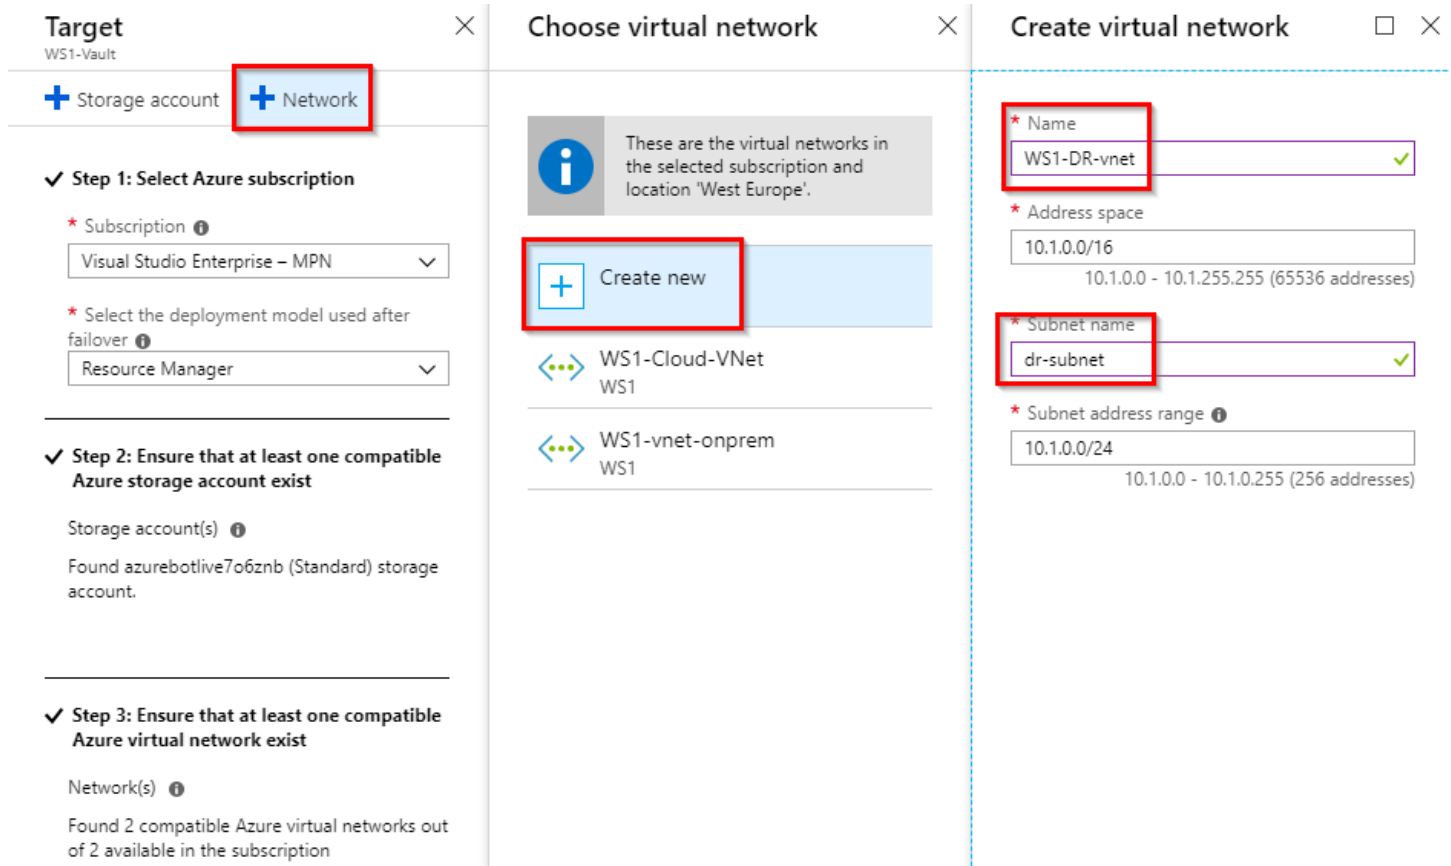 Target
WS1-Vault
Storage account
Network
Step 1: Select Azure subscription
* Subscription
Visual Studio Enterprise – MPN
* Select the deployment model used after
failover
Resource Manager
Step 2: Ensure that at least one compatible
Azure storage account exist
Storage account(s)
Found azurebotlive7o6znb (Standard) storage
account.
Step 3: Ensure that at least one compatible
Azure virtual network exist
Network(s)
Found 2 compatible Azure virtual networks out
of 2 available in the subscription
Choose virtual network
These are the virtual networks in
the selected subscription and
location 'West Europe'.
Create new
WS1-Cloud-VNet
WS1
WS1-vnet-onprem
WS1
Create virtual network
* Name
WS1-DR-vnet
* Address space
10.1.0.0/16
10.1.0.0 - 10.1.255.255 (65536 addresses)
* Subnet name
dr-subnet
* Subnet address range
10.1.0.0/24
10.1.0.0 - 10.1.0.255 (256 addresses)